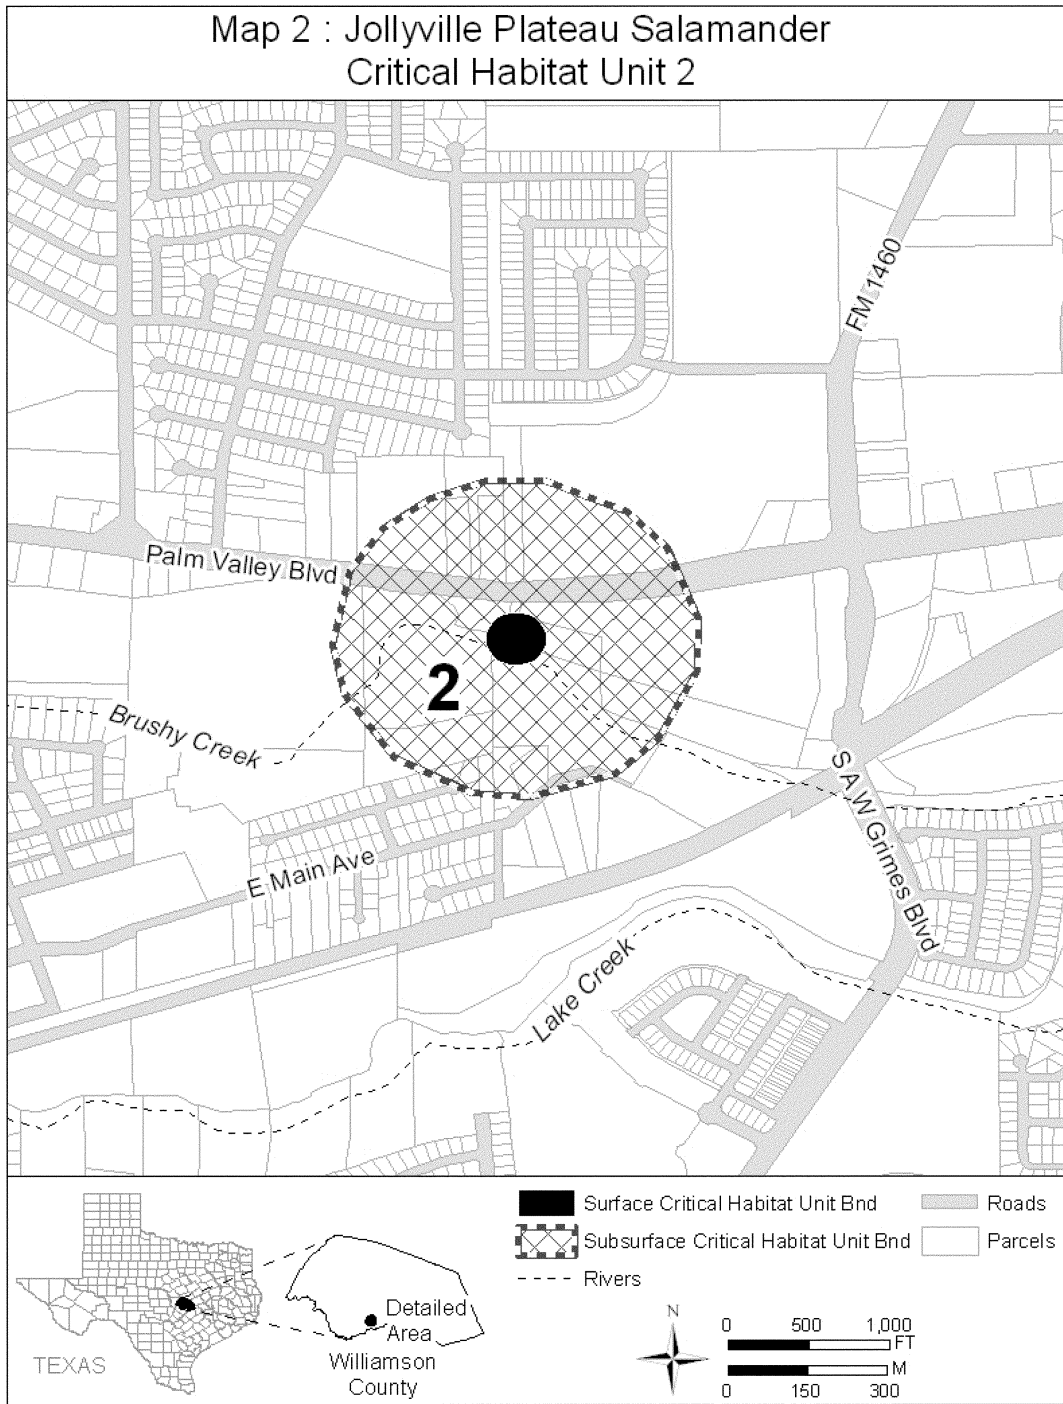 Map 2 : Jollyville Plateau Salamander
Critical Habitat Unit 2
FM 1460
Palm Valley Blvd
2
Brushy Creek
S A W Grimes Blvd
E Main Ave
Lake Creek
Surface Critical Habitat Unit Bnd
Roads
Subsurface Critical Habitat Unit Bnd
Parcels
Rivers
TEXAS
Detailed
Area
Williamson
County
N
0 500 1,000
FT
M
0 150 300